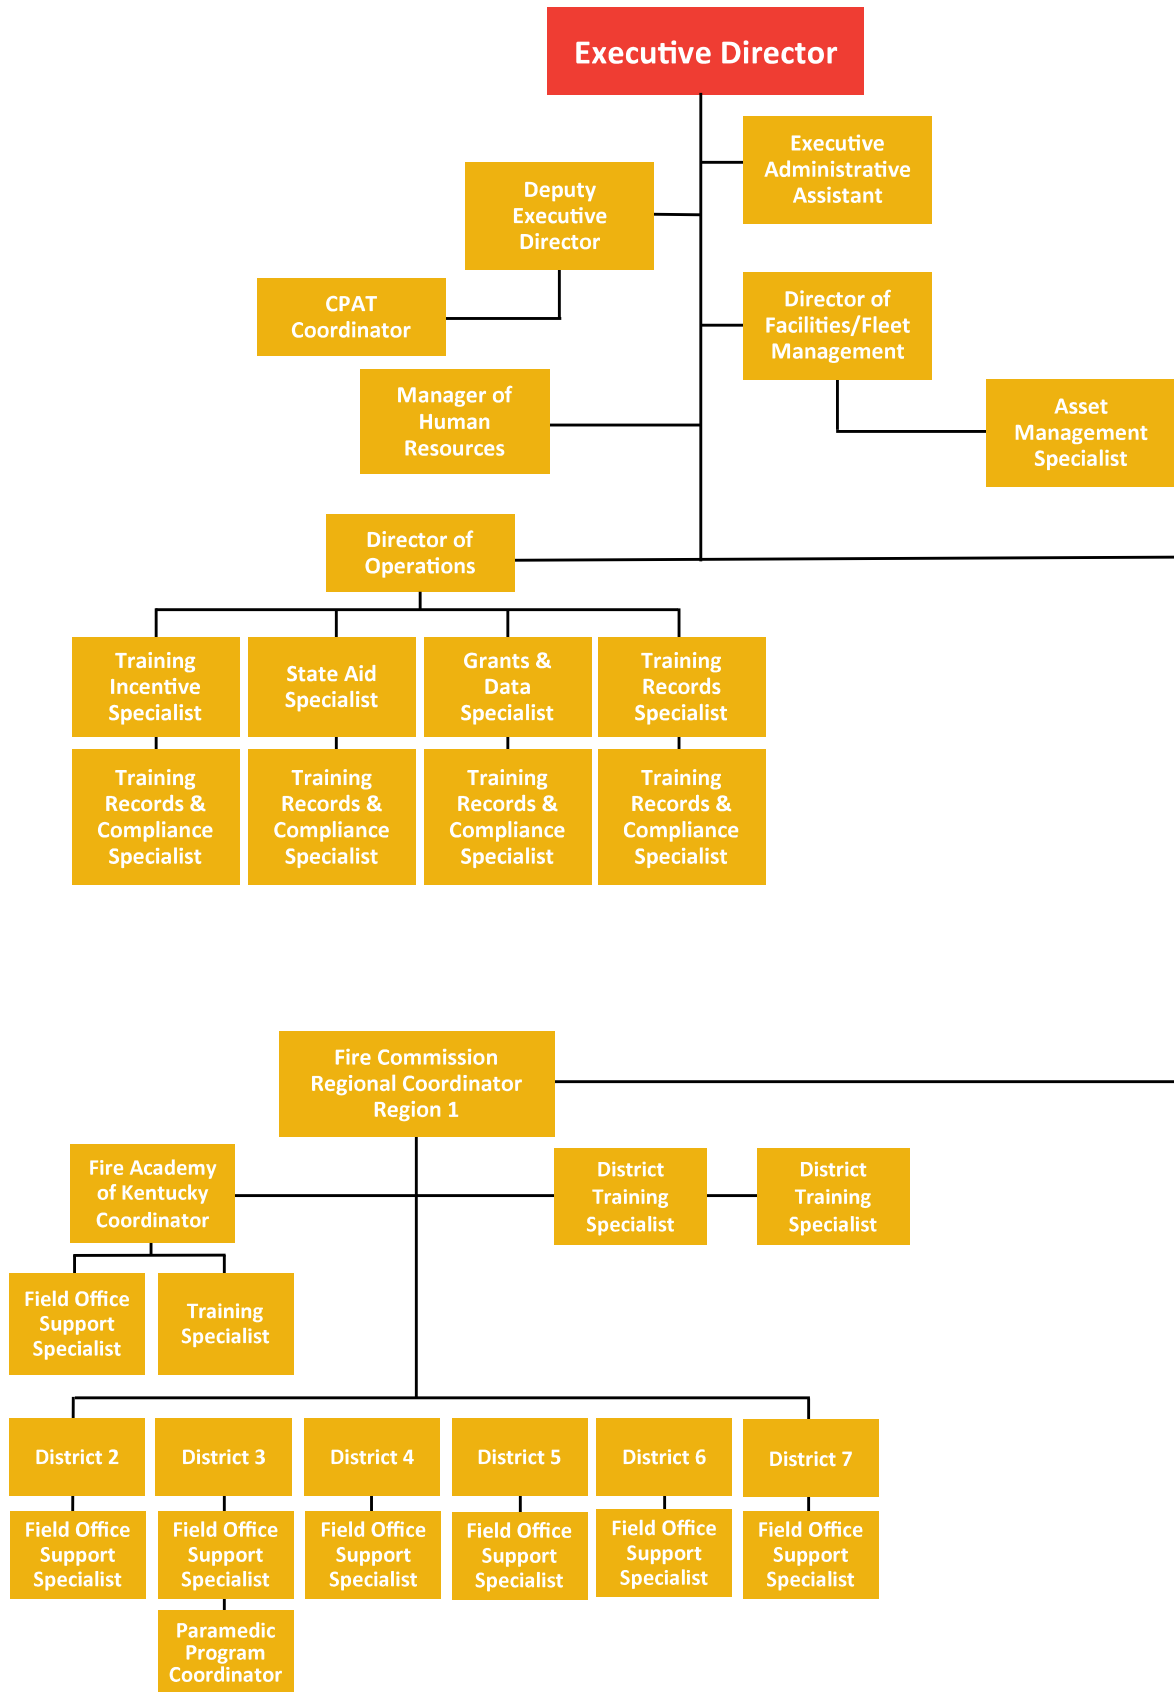 Executive Director
Executive
Administrative
Assistant
Deputy
Executive
Director
CPAT
Coordinator
Director of
Facilities/Fleet
Management
Manager of
Human
Resources
Asset
Management
Specialist
Director of
Operations
Training
Incentive
Specialist
State Aid
Specialist
Grants &
Data
Specialist
Training
Records
Specialist
Training
Records &
Compliance
Specialist
Training
Records &
Compliance
Specialist
Training
Records &
Compliance
Specialist
Training
Records &
Compliance
Specialist
Fire Commission
Regional Coordinator
Region 1
Fire Academy
of Kentucky
Coordinator
District
Training
Specialist
District
Training
Specialist
Field Office
Support
Specialist
Training
Specialist
District 2
District 3
District 4
District 5
District 6
District 7
Field Office
Support
Specialist
Field Office
Support
Specialist
Field Office
Support
Specialist
Field Office
Support
Specialist
Field Office
Support
Specialist
Field Office
Support
Specialist
Paramedic
Program
Coordinator